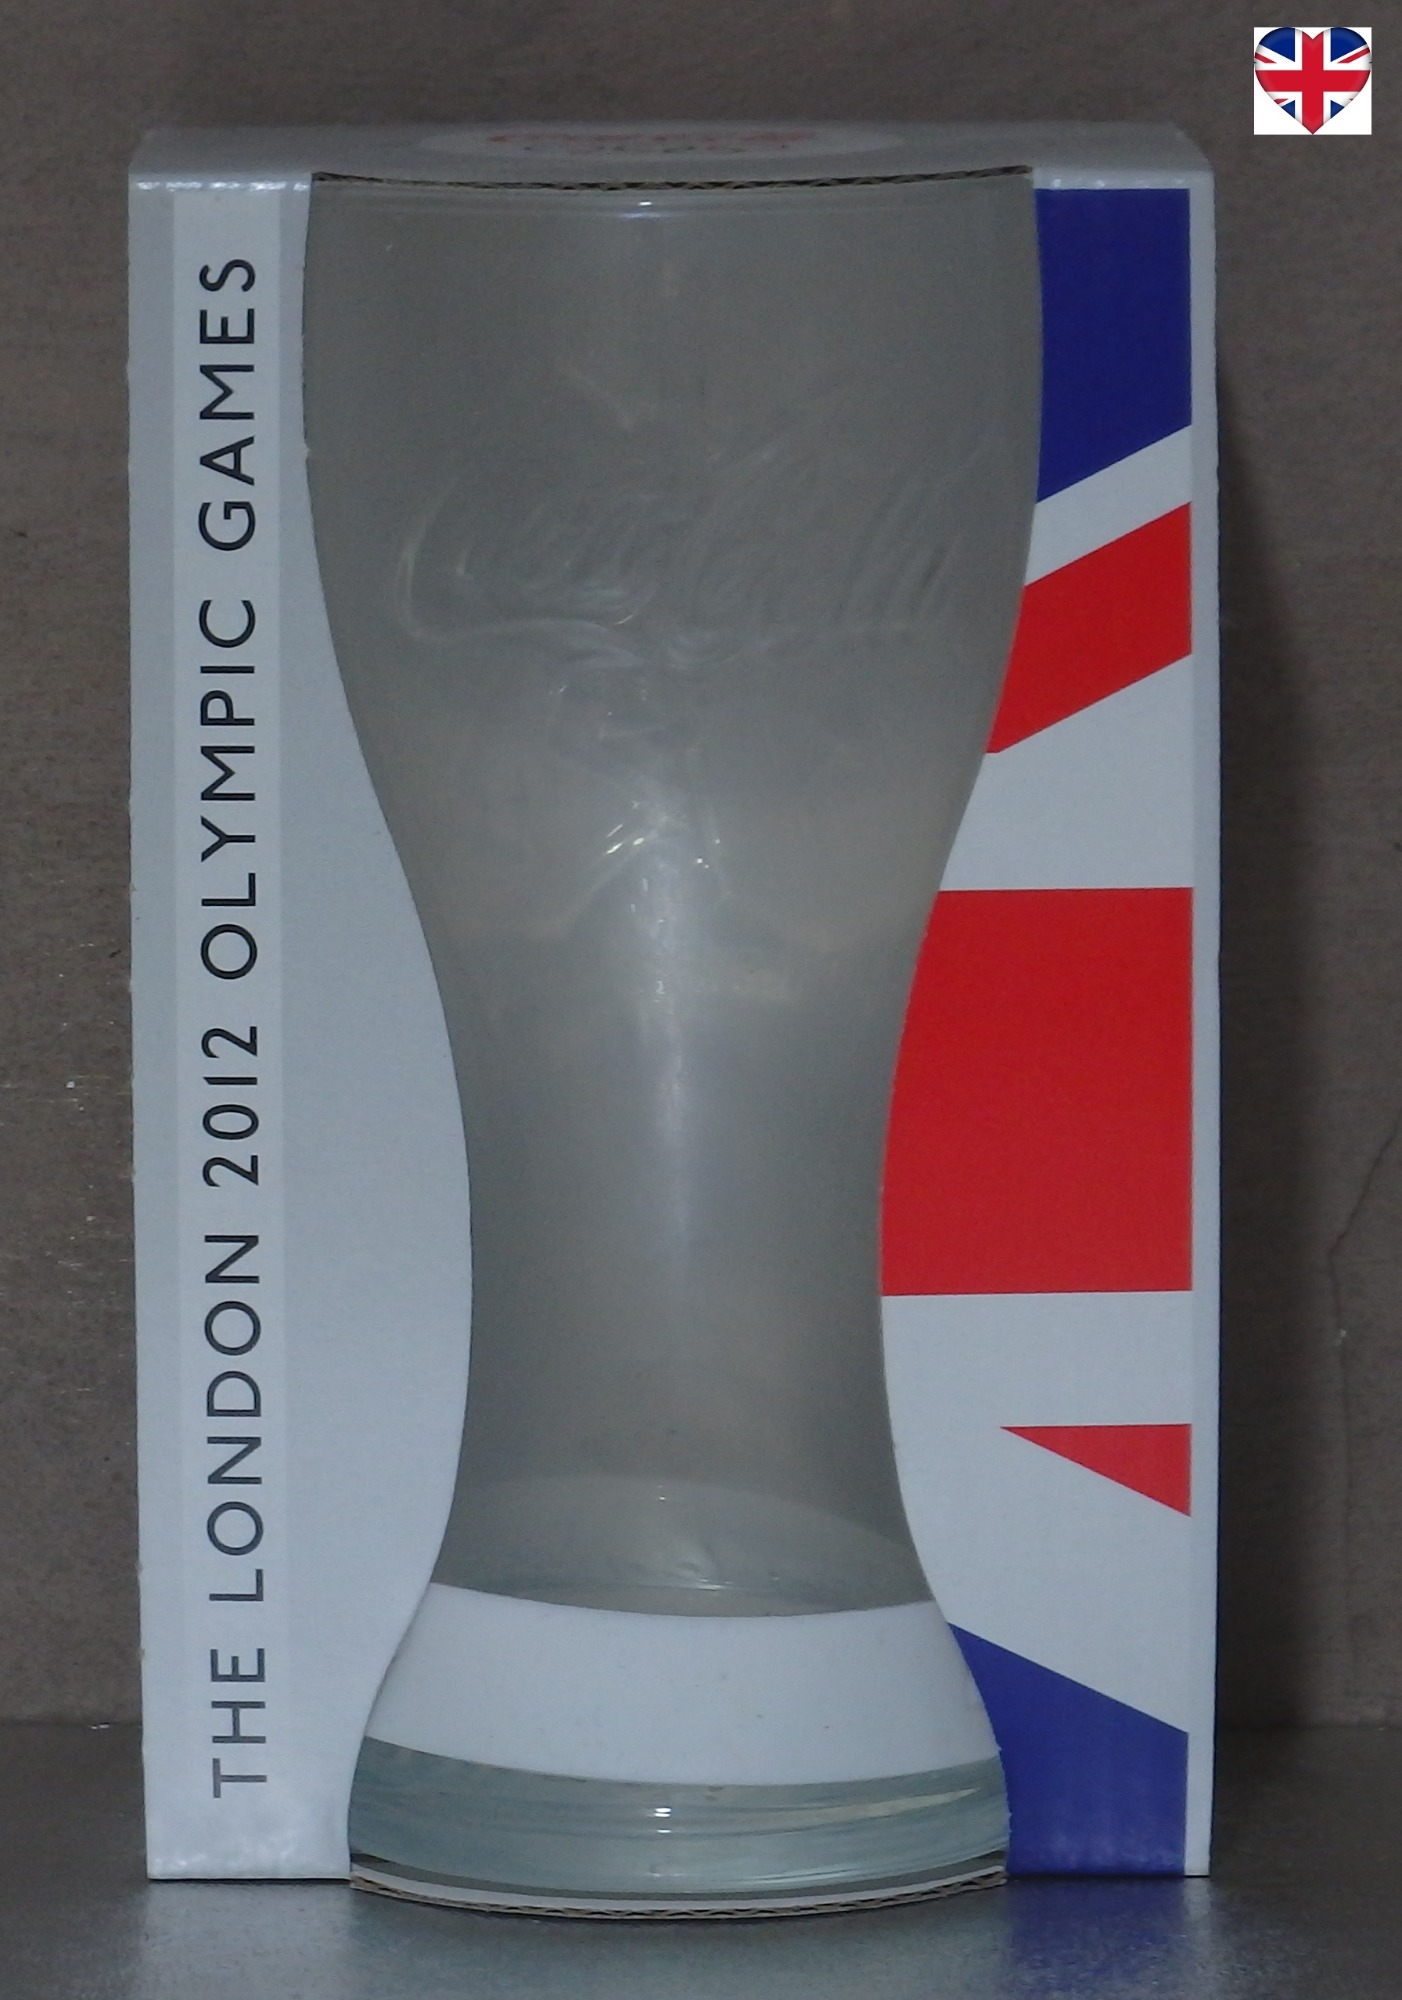 THE LONDON 2012 OLYMPIC GAMES
Coca-Cola